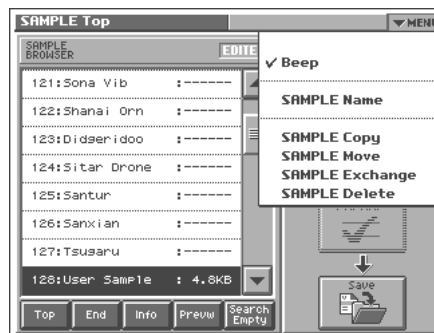 SAMPLE Top
MENU
SAMPLE
BROWSER
EDITE
121:Sona Vib :------
122:Shanai Orn :------
123:Didgeridoo :------
124:Sitar Drone :------
125:Santur :------
126:Sanxian :------
127:Tsugaru :------
128:User Sample : 4.8KB
Top
End
Info
Prevw
Search
Empty
✓ Beep
SAMPLE Name
SAMPLE Copy
SAMPLE Move
SAMPLE Exchange
SAMPLE Delete
Save